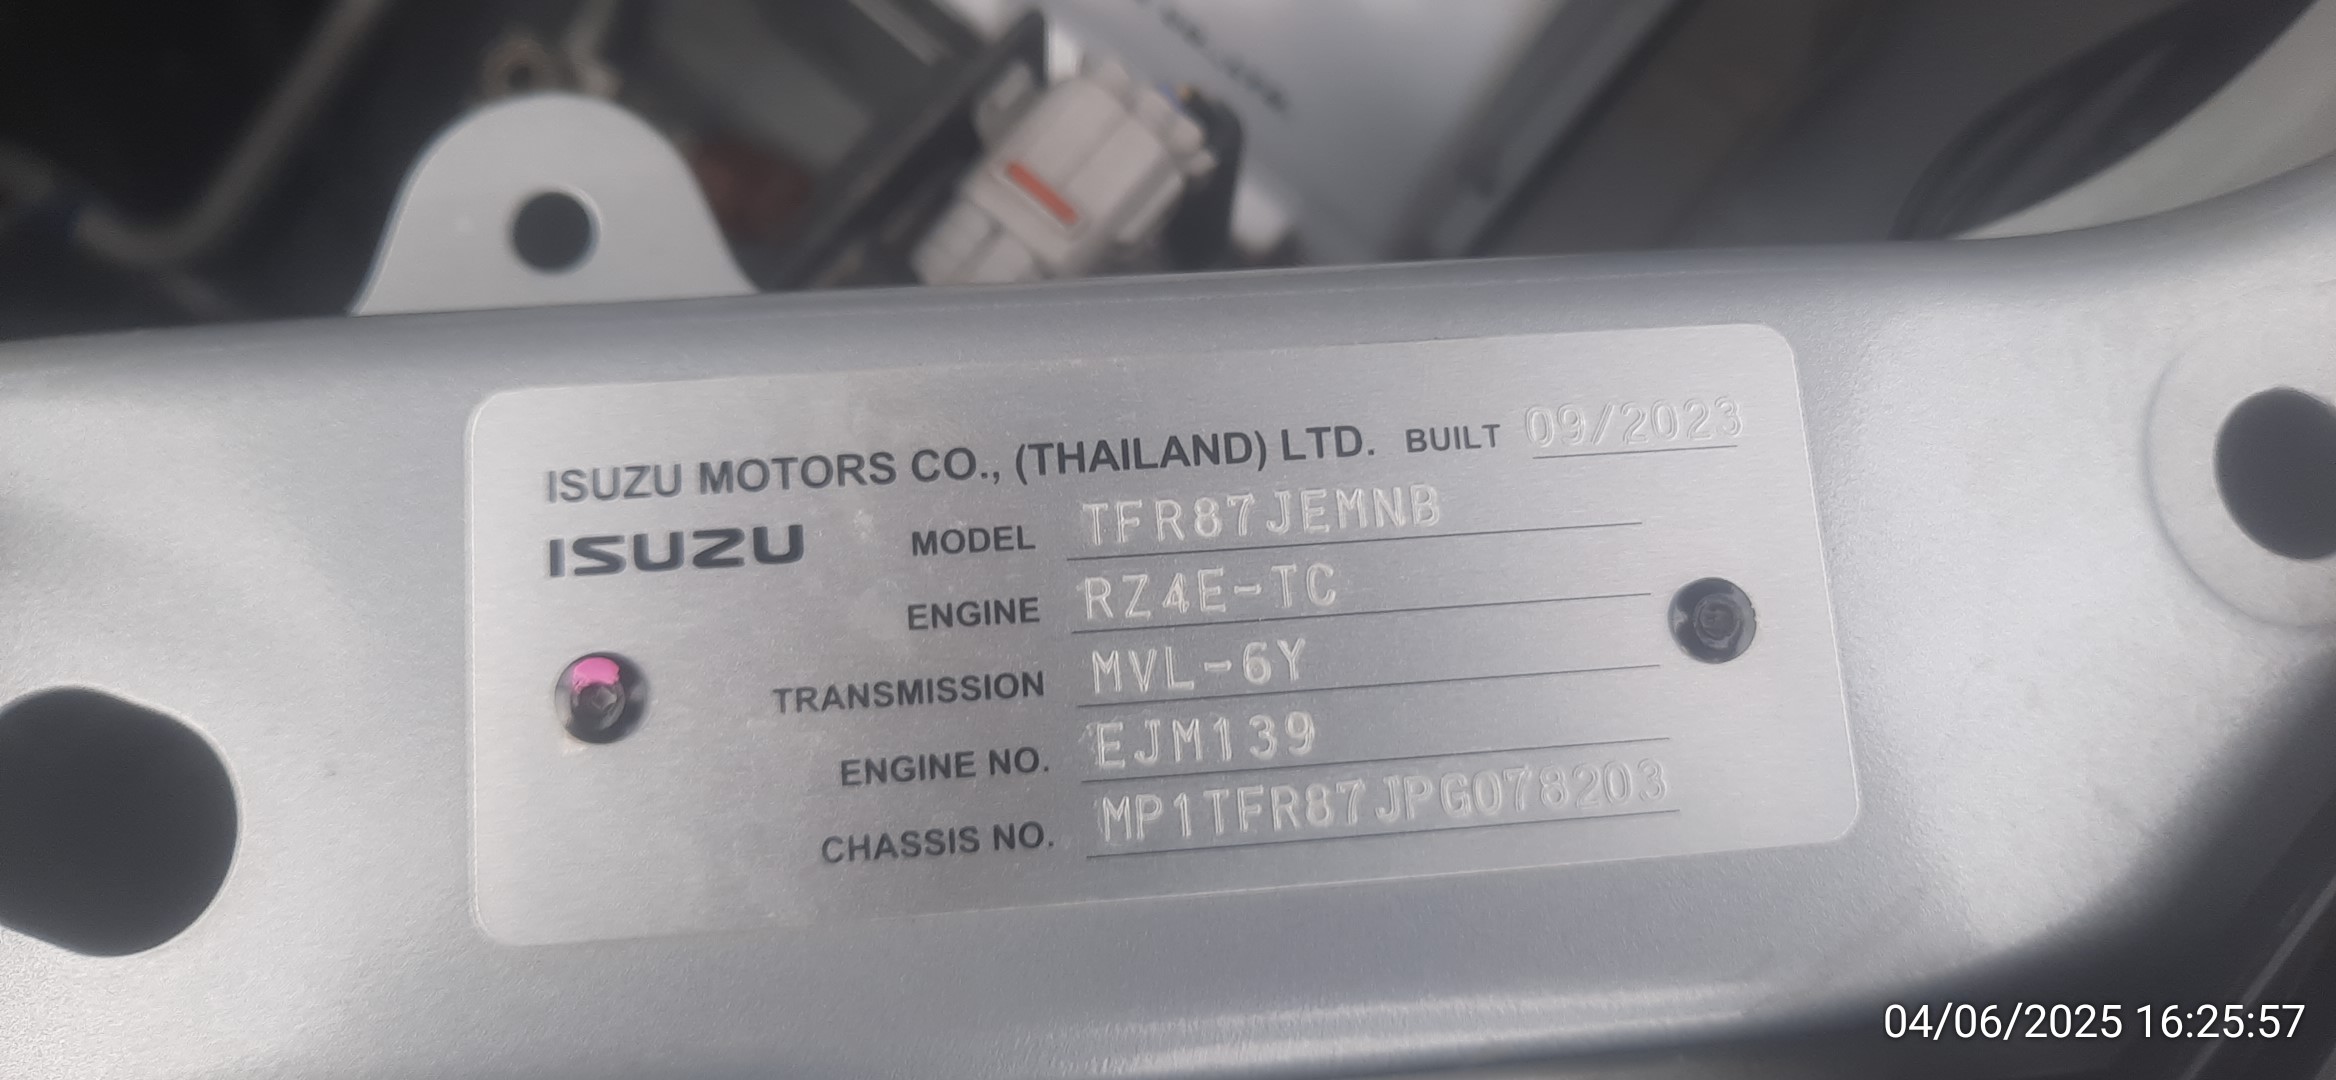 ISUZU MOTORS CO., (THAILAND) LTD. BUILT 09/2023
ISUZU MODEL TFR87JEMNB
ENGINE RZ4E-TC
TRANSMISSION MVL-6Y
ENGINE NO. EJM139
CHASSIS NO. MP1TFR87JPG078203
04/06/2025 16:25:57